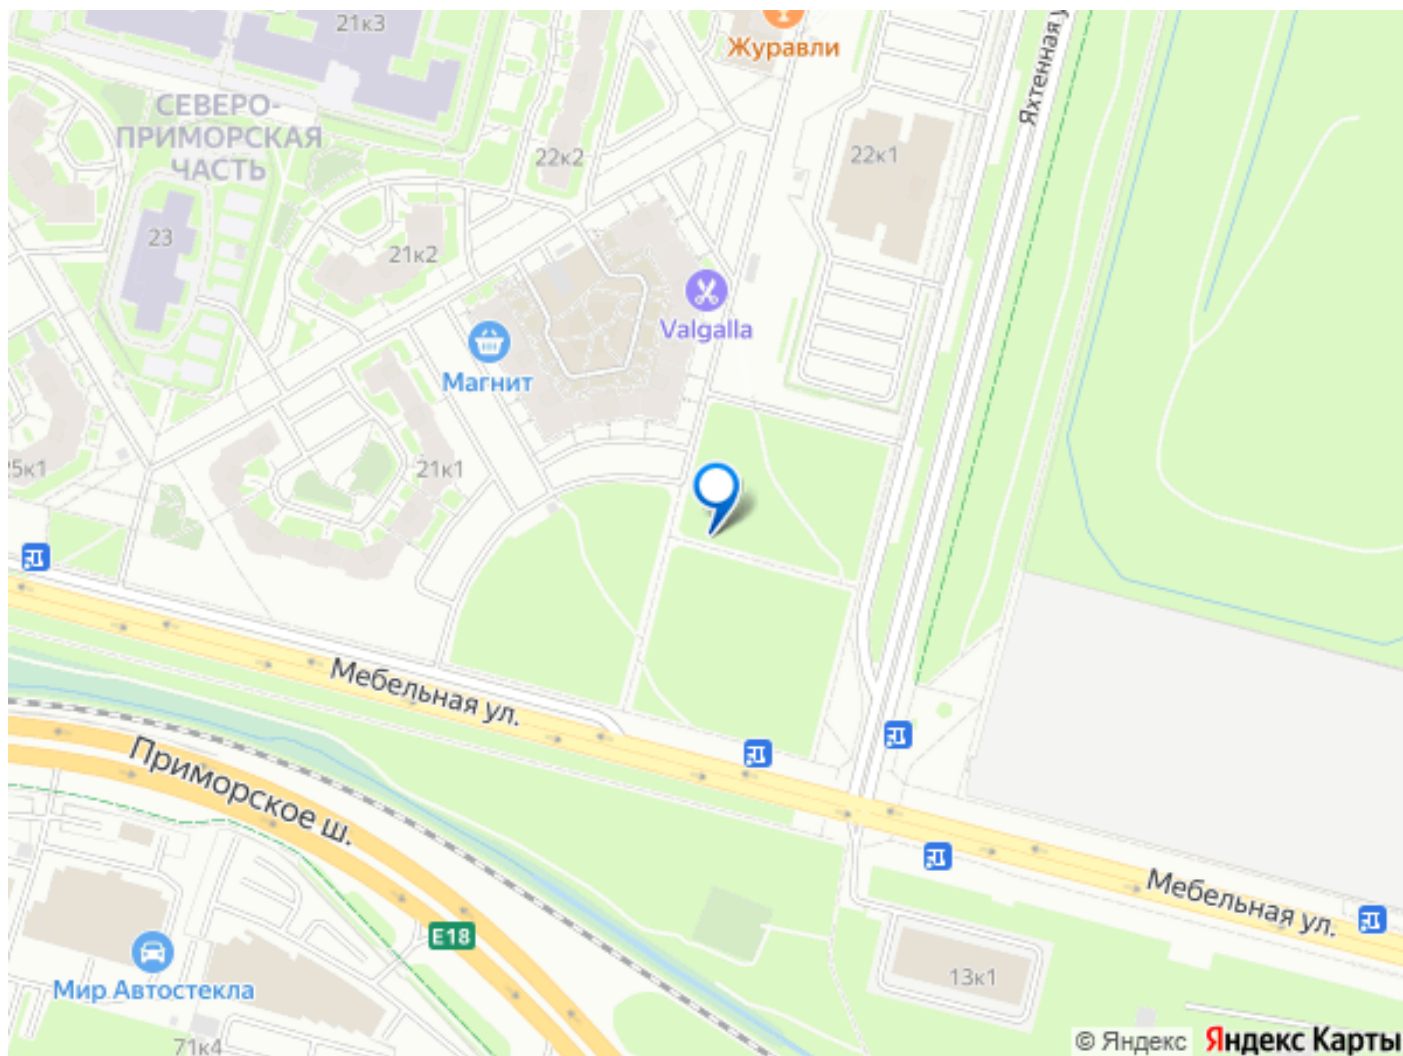 21к3
Журавли
Яхтенная у
СЕВЕРО-
ПРИМОРСКАЯ
ЧАСТЬ
22к2
22к1
23
21к2
Valgalla
Магнит
25к1
21к1
Мебельная ул.
Приморское ш.
E18
Мебельная ул.
Мир Автостекла
13к1
71к4
© Яндекс Яндекс Карты